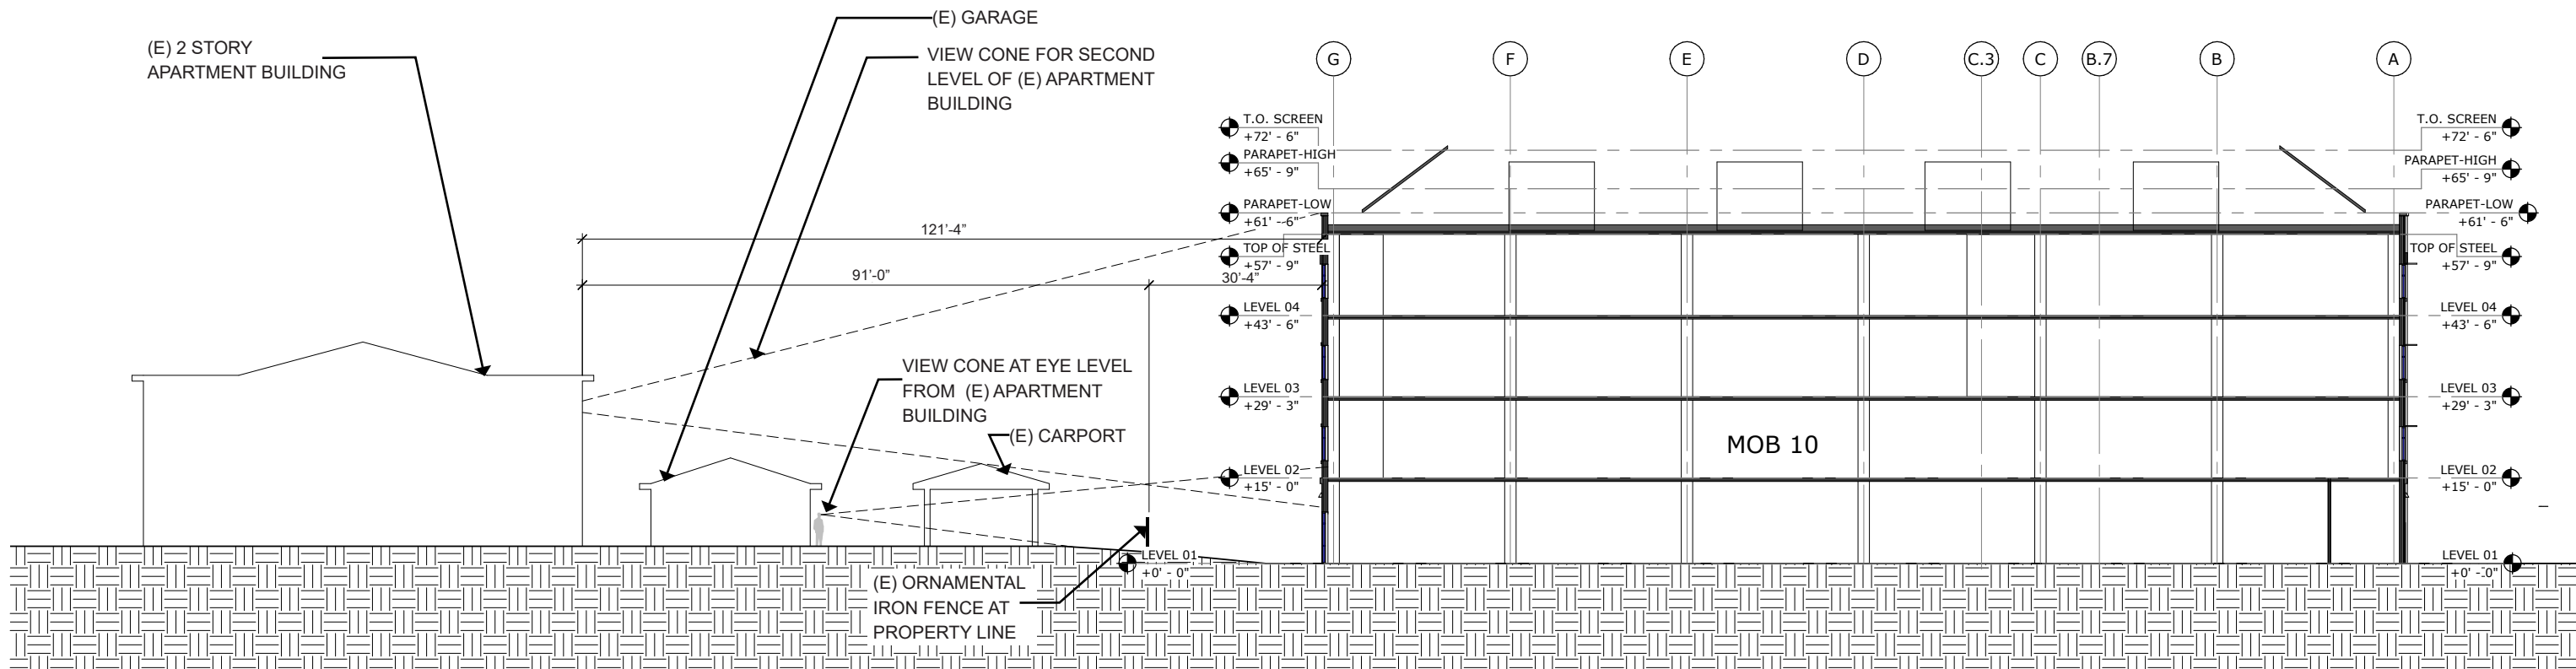 (E) GARAGE
(E) 2 STORY
APARTMENT BUILDING
VIEW CONE FOR SECOND
LEVEL OF (E) APARTMENT
BUILDING
G
F
E
D
C.3
C
B.7
B
A
T.O. SCREEN
+72' - 6"
PARAPET-HIGH
+65' - 9"
PARAPET-LOW
+61' - 6"
TOP OF STEEL
+57' - 9"
LEVEL 04
+43' - 6"
LEVEL 03
+29' - 3"
LEVEL 02
+15' - 0"
LEVEL 01
+0' - 0"
121'-4"
91'-0"
30'-4"
VIEW CONE AT EYE LEVEL
FROM (E) APARTMENT
BUILDING
(E) CARPORT
(E) ORNAMENTAL
IRON FENCE AT
PROPERTY LINE
MOB 10
T.O. SCREEN
+72' - 6"
PARAPET-HIGH
+65' - 9"
PARAPET-LOW
+61' - 6"
TOP OF STEEL
+57' - 9"
LEVEL 04
+43' - 6"
LEVEL 03
+29' - 3"
LEVEL 02
+15' - 0"
LEVEL 01
+0' - 0"